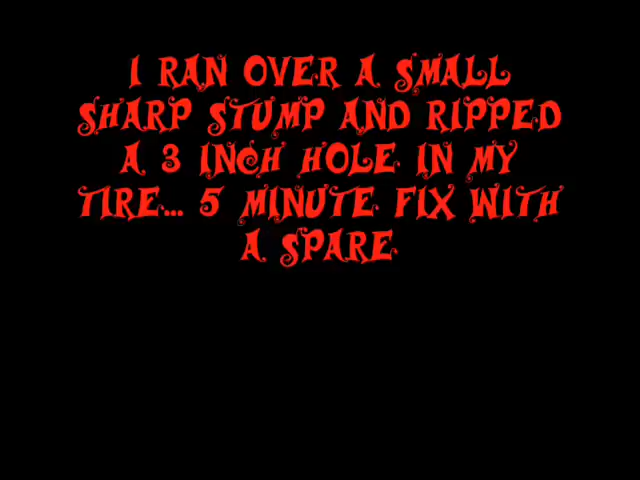 I RAN OVER A SMALL
SHARP STUMP AND RIPPED
A 3 INCH HOLE IN MY
TIRE... 5 MINUTE FIX WITH
A SPARE